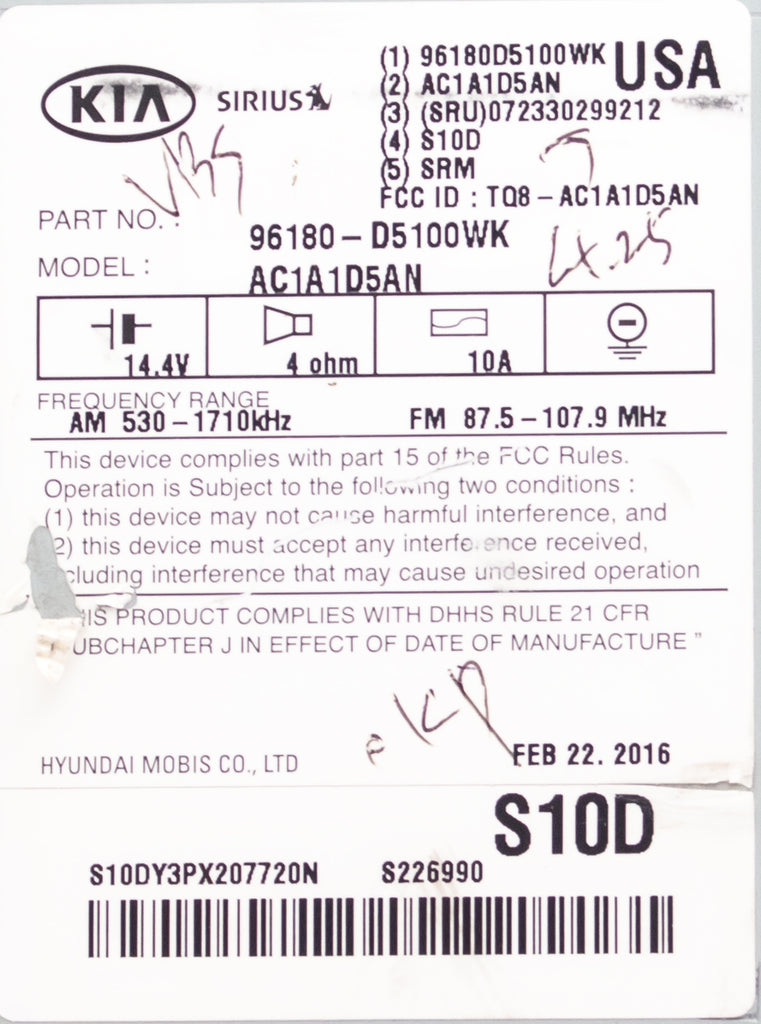 (1) 96180D5100WK USA
(2) AC1A1D5AN
KIA SIRIUS
(3) (SRU)072330299212
(4) S10D
(5) SRM
FCC ID : TQ8-AC1A1D5AN
PART NO. : 96180-D5100WK
MODEL : AC1A1D5AN
14.4V 4 ohm 10A
FREQUENCY RANGE
AM 530-1710kHz FM 87.5-107.9 MHz
This device complies with part 15 of the FCC Rules.
Operation is Subject to the following two conditions :
(1) this device may not cause harmful interference, and
2) this device must accept any interference received,
cluding interference that may cause undesired operation
IS PRODUCT COMPLIES WITH DHHS RULE 21 CFR
UBCHAPTER J IN EFFECT OF DATE OF MANUFACTURE "
HYUNDAI MOBIS CO., LTD FEB 22. 2016
S10D
S10DY3PX207720N S226990